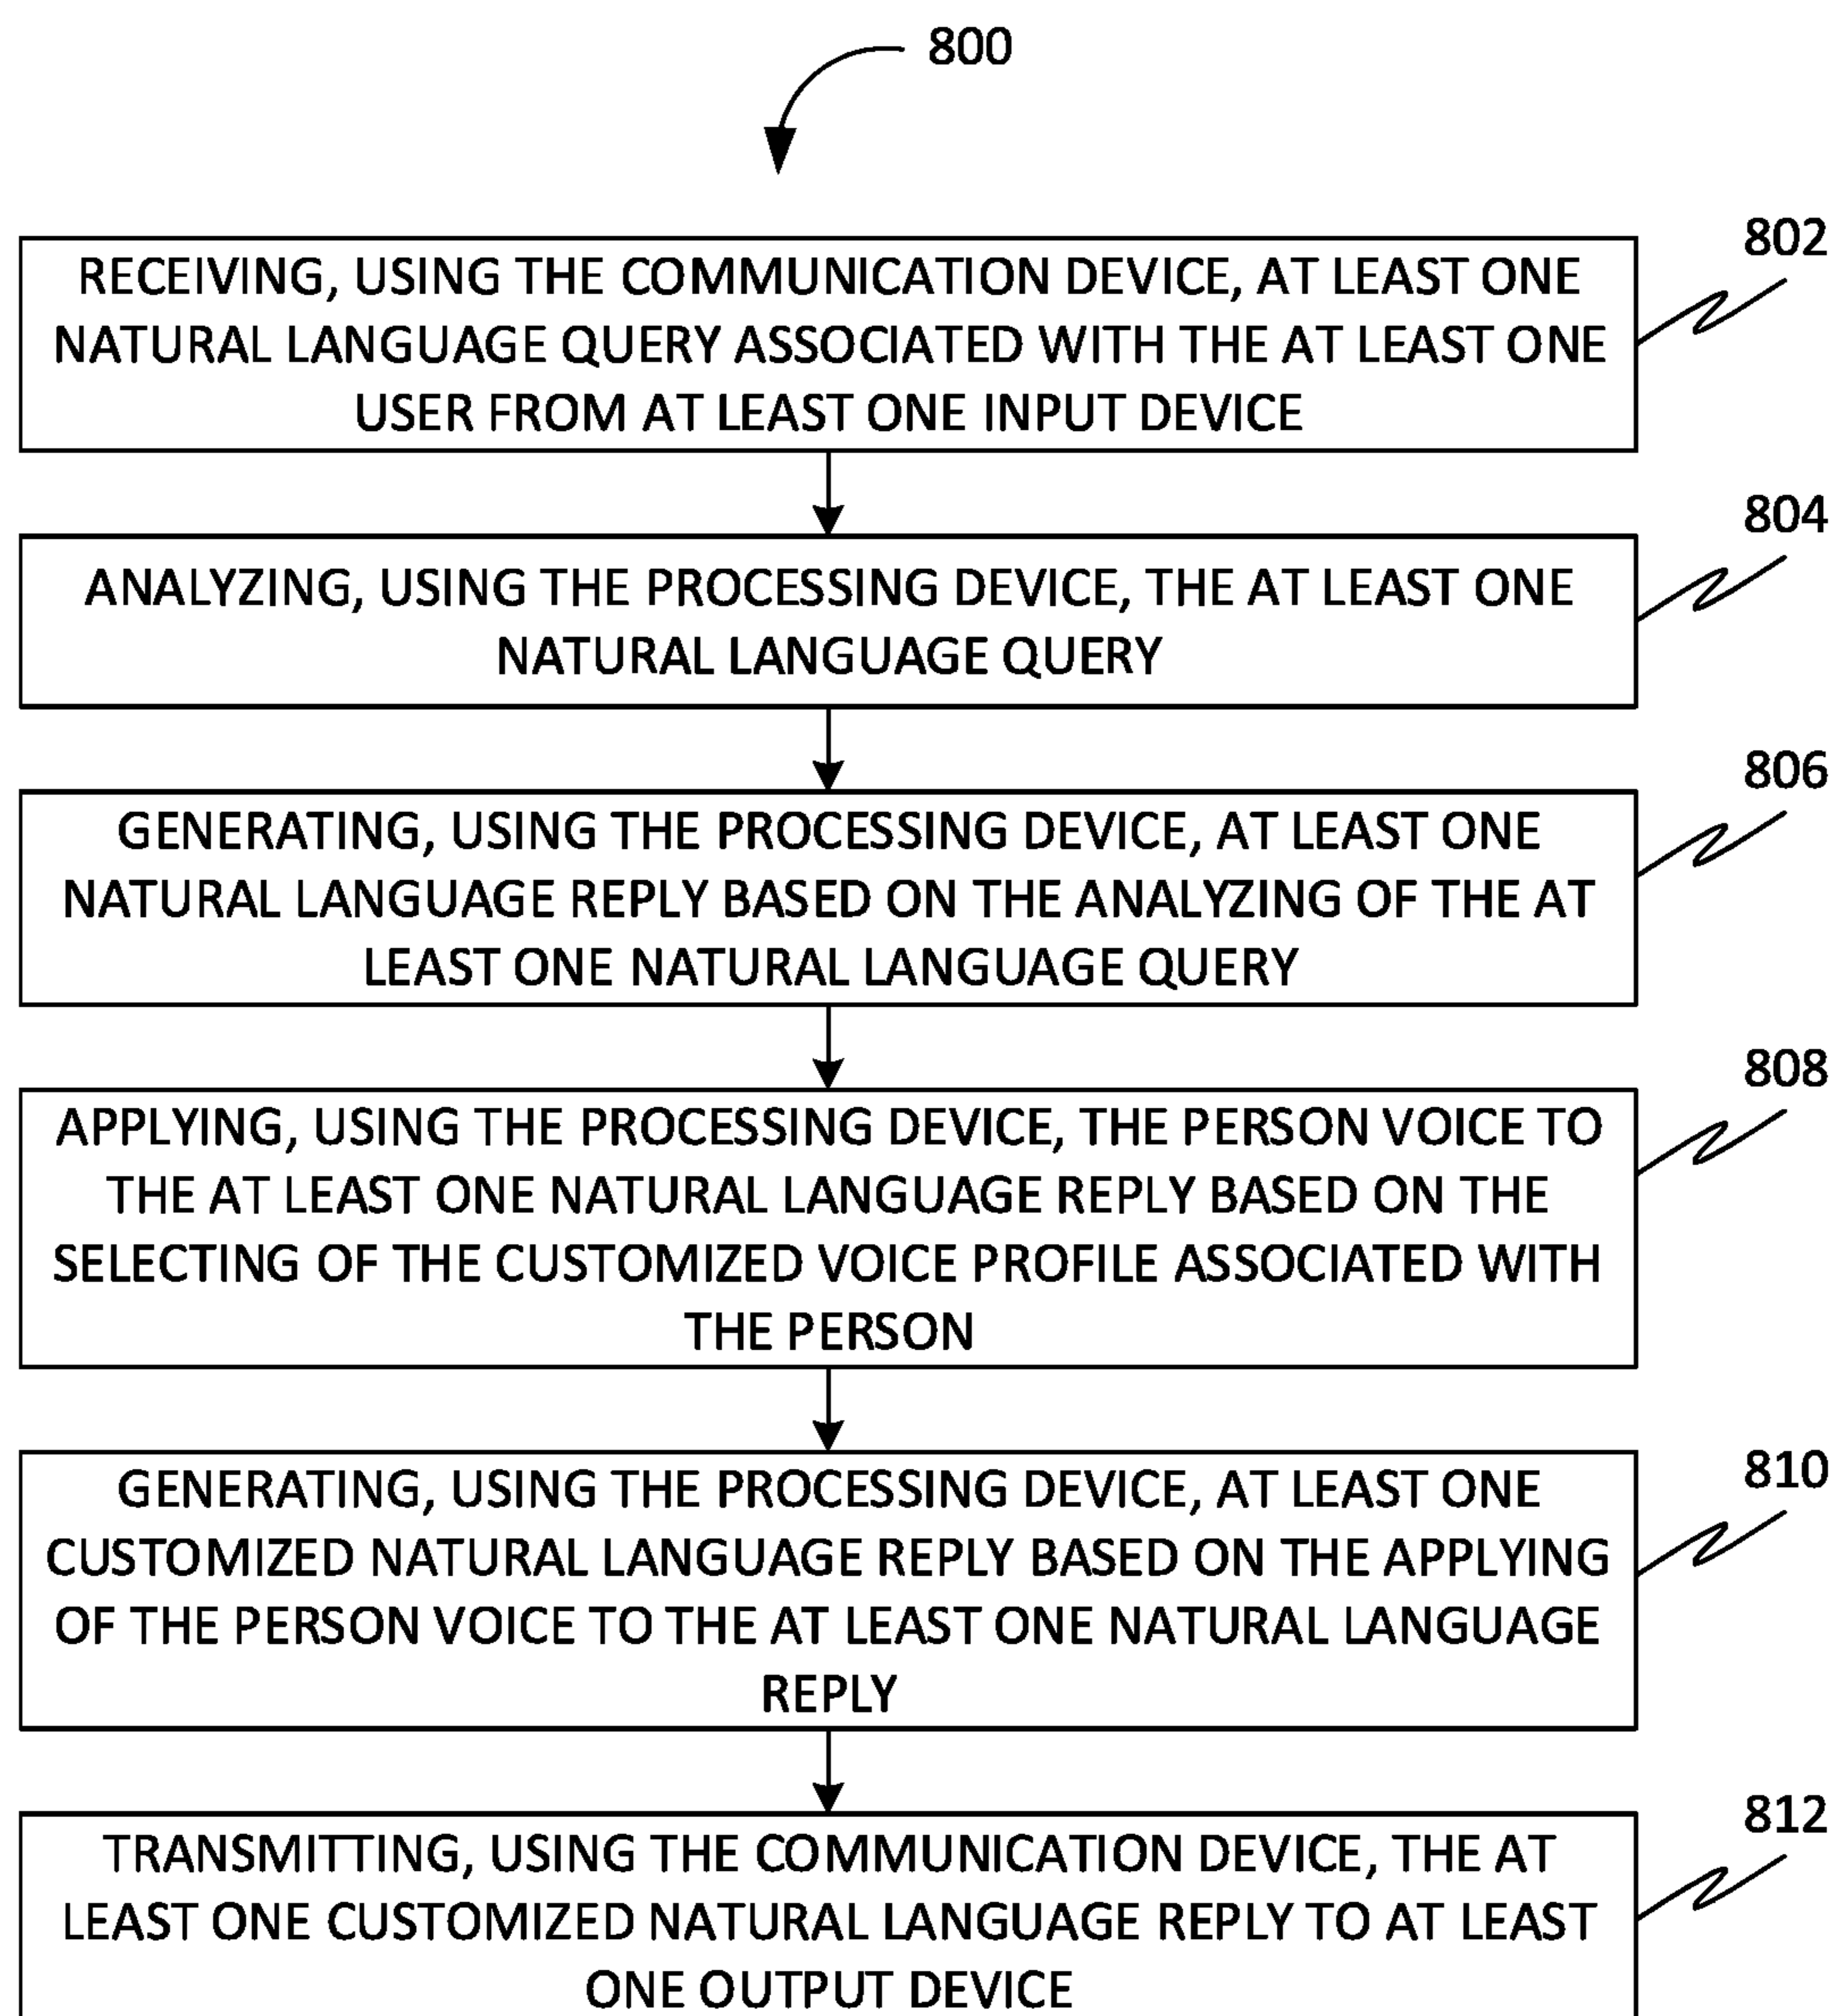 800
802
RECEIVING, USING THE COMMUNICATION DEVICE, AT LEAST ONE
NATURAL LANGUAGE QUERY ASSOCIATED WITH THE AT LEAST ONE
USER FROM AT LEAST ONE INPUT DEVICE
804
ANALYZING, USING THE PROCESSING DEVICE, THE AT LEAST ONE
NATURAL LANGUAGE QUERY
806
GENERATING, USING THE PROCESSING DEVICE, AT LEAST ONE
NATURAL LANGUAGE REPLY BASED ON THE ANALYZING OF THE AT
LEAST ONE NATURAL LANGUAGE QUERY
808
APPLYING, USING THE PROCESSING DEVICE, THE PERSON VOICE TO
THE AT LEAST ONE NATURAL LANGUAGE REPLY BASED ON THE
SELECTING OF THE CUSTOMIZED VOICE PROFILE ASSOCIATED WITH
THE PERSON
810
GENERATING, USING THE PROCESSING DEVICE, AT LEAST ONE
CUSTOMIZED NATURAL LANGUAGE REPLY BASED ON THE APPLYING
OF THE PERSON VOICE TO THE AT LEAST ONE NATURAL LANGUAGE
REPLY
812
TRANSMITTING, USING THE COMMUNICATION DEVICE, THE AT
LEAST ONE CUSTOMIZED NATURAL LANGUAGE REPLY TO AT LEAST
ONE OUTPUT DEVICE